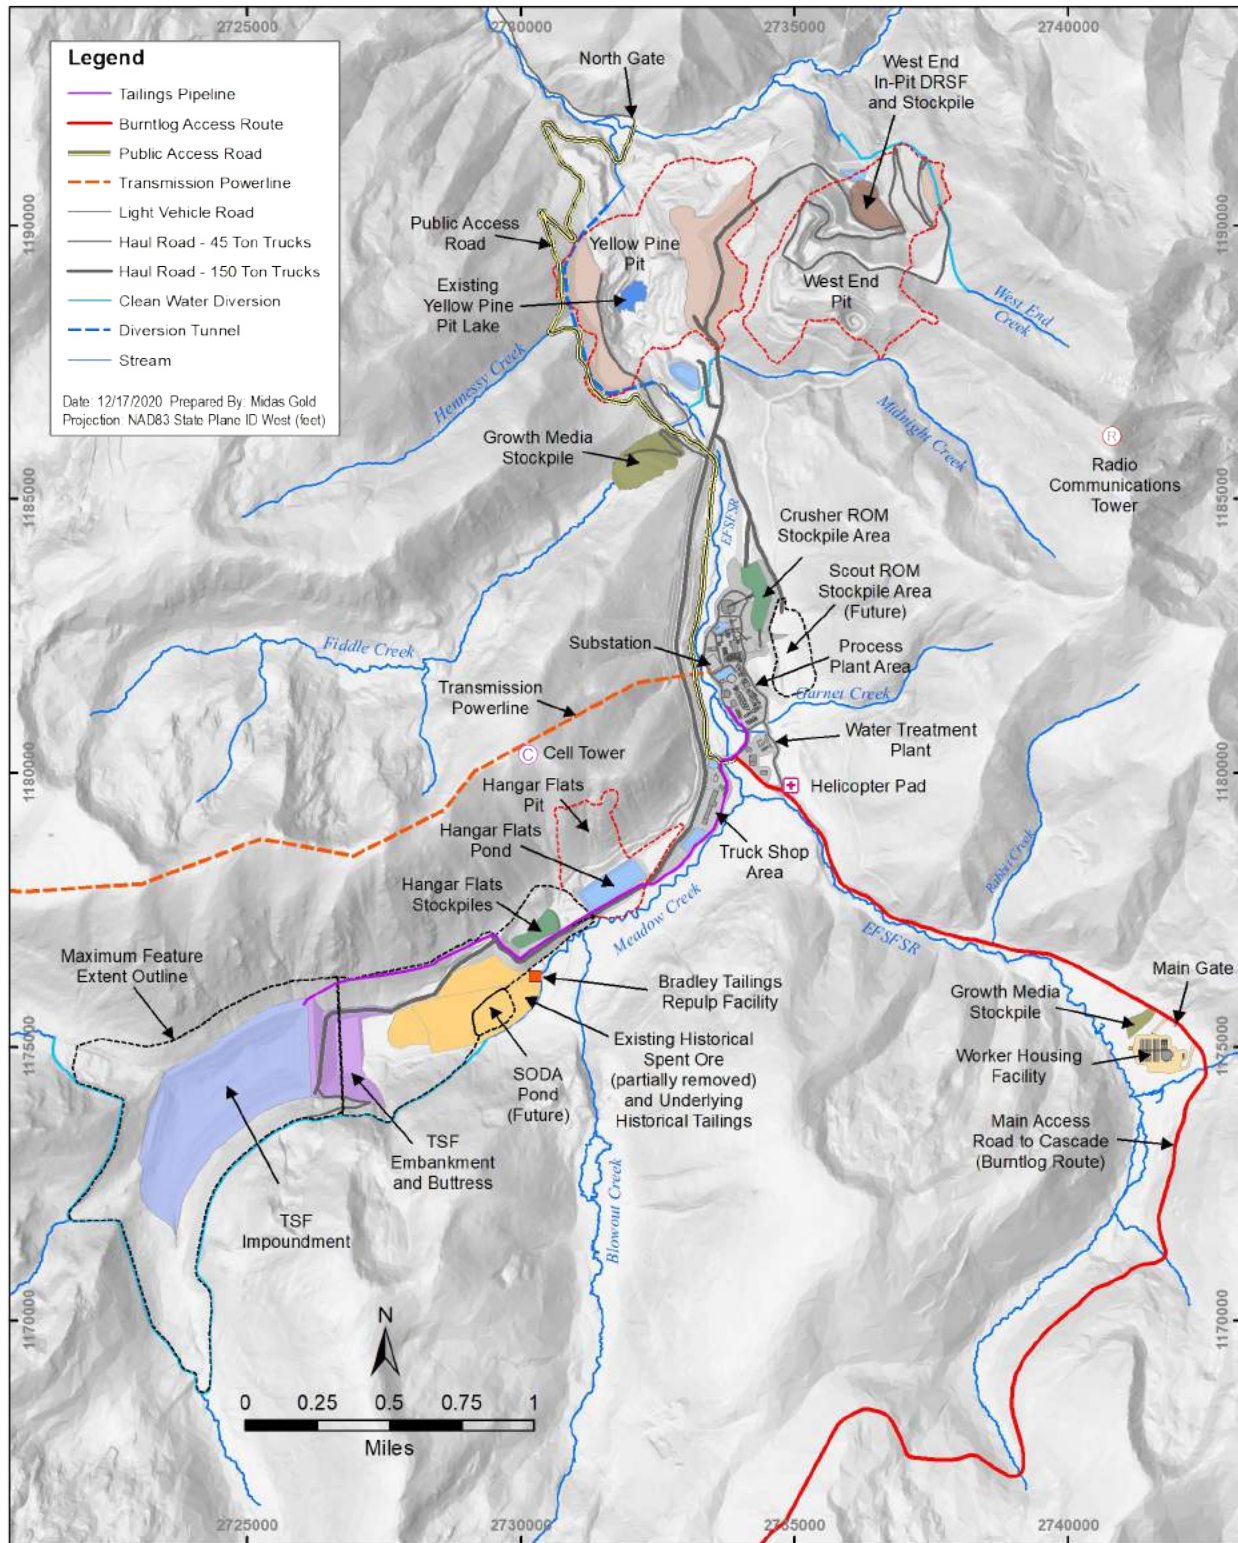 2725000
2730000
2735000
2740000
Legend
Tailings Pipeline
Burntlog Access Route
Public Access Road
Transmission Powerline
Light Vehicle Road
Haul Road - 45 Ton Trucks
Haul Road - 150 Ton Trucks
Clean Water Diversion
Diversion Tunnel
Stream
Date: 12/17/2020 Prepared By: Midas Gold
Projection: NAD83 State Plane ID West (feet)
North Gate
West End
In-Pit DRSF
and Stockpile
1190000
1190000
Public Access
Road
Yellow Pine
Pit
Existing
Yellow Pine
Pit Lake
West End
Pit
West End
Creek
Hennessy Creek
Midnight Creek
R
Radio
Communications
Tower
Growth Media
Stockpile
1185000
1185000
EFSFSR
Crusher ROM
Stockpile Area
Scout ROM
Stockpile Area
(Future)
Fiddle Creek
Substation
Process
Plant Area
Garnet Creek
Transmission
Powerline
Water Treatment
Plant
C
Cell Tower
1180000
1180000
Helicopter Pad
Hangar Flats
Pit
Hangar Flats
Pond
Truck Shop
Area
Rabbit Creek
Hangar Flats
Stockpiles
Meadow Creek
EFSFSR
Maximum Feature
Extent Outline
Main Gate
Bradley Tailings
Repulp Facility
Growth Media
Stockpile
1175000
1175000
Existing Historical
Spent Ore
(partially removed)
and Underlying
Historical Tailings
Worker Housing
Facility
SODA
Pond
(Future)
Main Access
Road to Cascade
(Burntlog Route)
TSF
Embankment
and Buttress
TSF
Impoundment
Blowout Creek
1170000
1170000
N
0 0.25 0.5 0.75 1
Miles
2725000
2730000
2735000
2740000